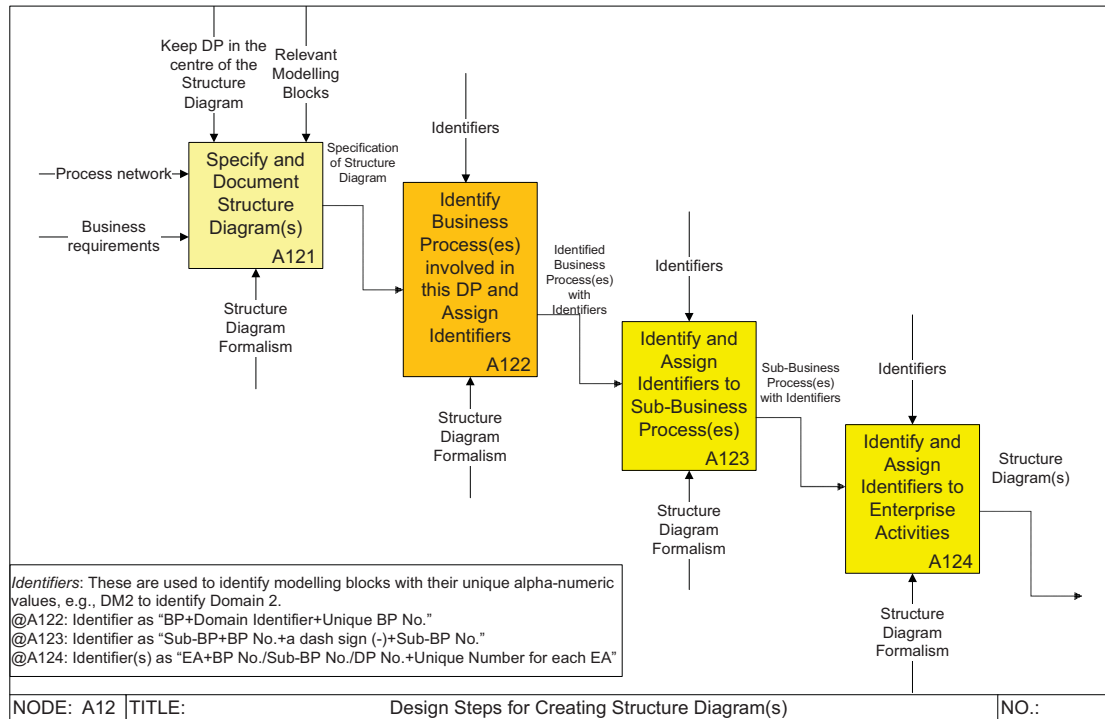 Keep DP in the
centre of the
Structure
Diagram
Relevant
Modelling
Blocks
Process network
Business
requirements
Specify and
Document
Structure
Diagram(s)
A121
Structure
Diagram
Formalism
Specification
of Structure
Diagram
Identifiers
Identify
Business
Process(es)
involved in
this DP and
Assign
Identifiers
A122
Structure
Diagram
Formalism
Identified
Business
Process(es)
with
Identifiers
Identifiers
Identify and
Assign
Identifiers to
Sub-Business
Process(es)
A123
Structure
Diagram
Formalism
Sub-Business
Process(es)
with Identifiers
Identifiers
Identify and
Assign
Identifiers to
Enterprise
Activities
A124
Structure
Diagram
Formalism
Structure
Diagram(s)
Identifiers: These are used to identify modelling blocks with their unique alpha-numeric
values, e.g., DM2 to identify Domain 2.
@A122: Identifier as “BP+Domain Identifier+Unique BP No.”
@A123: Identifier as “Sub-BP+BP No.+a dash sign (-)+Sub-BP No.”
@A124: Identifier(s) as “EA+BP No./Sub-BP No./DP No.+Unique Number for each EA”
NODE: A12 TITLE: Design Steps for Creating Structure Diagram(s) NO.: